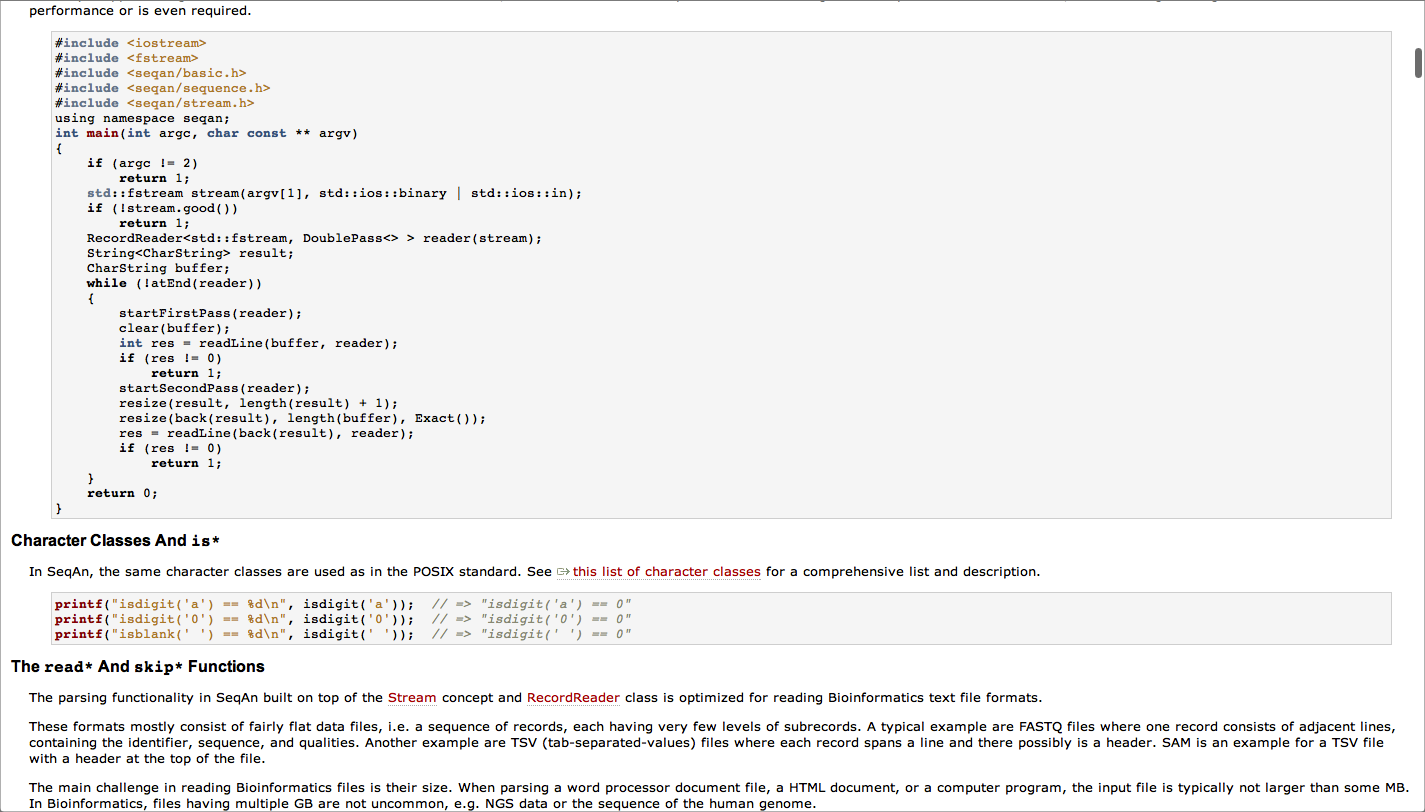 performance or is even required.
#include <iostream>
#include <fstream>
#include <seqan/basic.h>
#include <seqan/sequence.h>
#include <seqan/stream.h>
using namespace seqan;
int main(int argc, char const ** argv)
{
    if (argc != 2)
        return 1;
    std::fstream stream(argv[1], std::ios::binary | std::ios::in);
    if (!stream.good())
        return 1;
    RecordReader<std::fstream, DoublePass<> > reader(stream);
    String<CharString> result;
    CharString buffer;
    while (!atEnd(reader))
    {
        startFirstPass(reader);
        clear(buffer);
        int res = readLine(buffer, reader);
        if (res != 0)
            return 1;
        startSecondPass(reader);
        resize(result, length(result) + 1);
        resize(back(result), length(buffer), Exact());
        res = readLine(back(result), reader);
        if (res != 0)
            return 1;
    }
    return 0;
}
Character Classes And is*
In SeqAn, the same character classes are used as in the POSIX standard. See this list of character classes for a comprehensive list and description.
printf("isdigit('a') == %d\n", isdigit('a'));  // => "isdigit('a') == 0"
printf("isdigit('0') == %d\n", isdigit('0'));  // => "isdigit('0') == 0"
printf("isblank(' ') == %d\n", isdigit(' '));  // => "isdigit(' ') == 0"
The read* And skip* Functions
The parsing functionality in SeqAn built on top of the Stream concept and RecordReader class is optimized for reading Bioinformatics text file formats.
These formats mostly consist of fairly flat data files, i.e. a sequence of records, each having very few levels of subrecords. A typical example are FASTQ files where one record consists of adjacent lines,
containing the identifier, sequence, and qualities. Another example are TSV (tab-separated-values) files where each record spans a line and there possibly is a header. SAM is an example for a TSV file
with a header at the top of the file.
The main challenge in reading Bioinformatics files is their size. When parsing a word processor document file, a HTML document, or a computer program, the input file is typically not larger than some MB.
In Bioinformatics, files having multiple GB are not uncommon, e.g. NGS data or the sequence of the human genome.